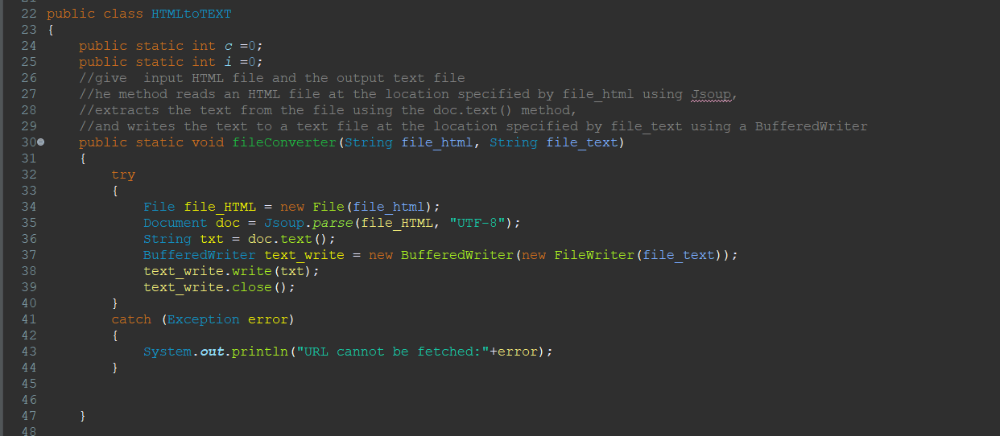 22 public class HTMLtoTEXT
23 {
24     public static int c =0;
25     public static int i =0;
26     //give  input HTML file and the output text file
27     //he method reads an HTML file at the location specified by file_html using Jsoup,
28     //extracts the text from the file using the doc.text() method,
29     //and writes the text to a text file at the location specified by file_text using a BufferedWriter
30     public static void fileConverter(String file_html, String file_text)
31     {
32         try
33         {
34             File file_HTML = new File(file_html);
35             Document doc = Jsoup.parse(file_HTML, "UTF-8");
36             String txt = doc.text();
37             BufferedWriter text_write = new BufferedWriter(new FileWriter(file_text));
38             text_write.write(txt);
39             text_write.close();
40         }
41         catch (Exception error)
42         {
43             System.out.println("URL cannot be fetched:"+error);
44         }
45
46
47     }
48